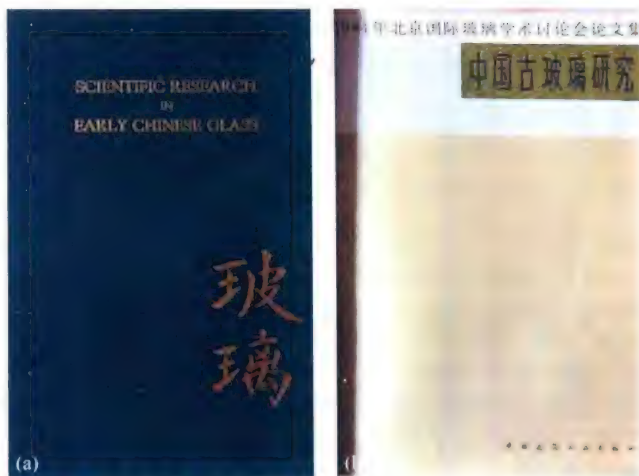 SCIENTIFIC RESEARCH
IN
EARLY CHINESE GLASS
玻
璃
(a)
年北京国际玻璃学术讨论会论文集
中国古玻璃研究